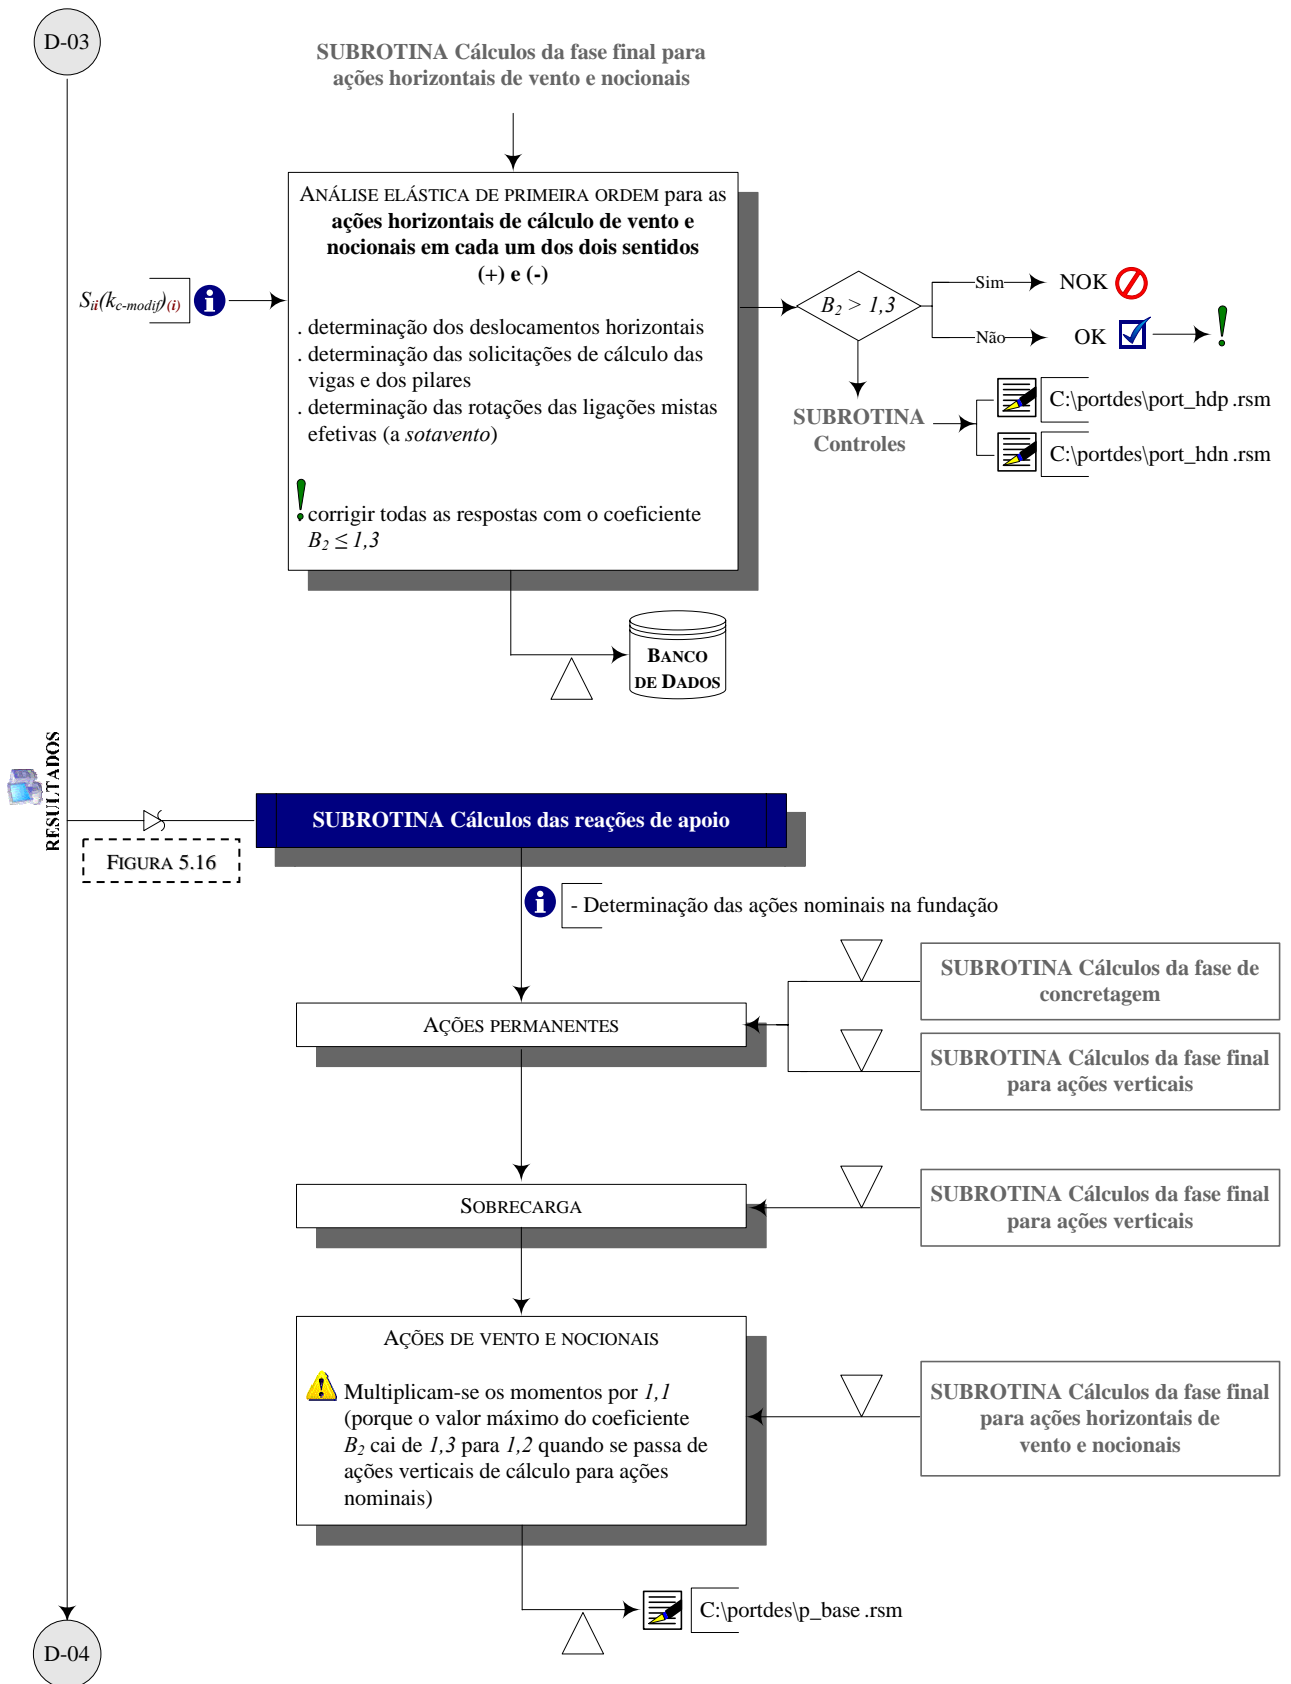 D-03
SUBROTINA Cálculos da fase final para
ações horizontais de vento e nocionais
ANÁLISE ELÁSTICA DE PRIMEIRA ORDEM para as
ações horizontais de cálculo de vento e
nocionais em cada um dos dois sentidos
(+) e (-)
. determinação dos deslocamentos horizontais
. determinação das solicitações de cálculo das
vigas e dos pilares
. determinação das rotações das ligações mistas
efetivas (a sotavento)
! corrigir todas as respostas com o coeficiente
B2 ≤ 1,3
Sii(kc-modif)(i)
i
B2 > 1,3
Sim
NOK
Não
OK
!
SUBROTINA
Controles
C:\portdes\port_hdp .rsm
C:\portdes\port_hdn .rsm
BANCO
DE DADOS
RESULTADOS
SUBROTINA Cálculos das reações de apoio
FIGURA 5.16
i
- Determinação das ações nominais na fundação
AÇÕES PERMANENTES
SUBROTINA Cálculos da fase de
concretagem
SUBROTINA Cálculos da fase final
para ações verticais
SOBRECARGA
SUBROTINA Cálculos da fase final
para ações verticais
AÇÕES DE VENTO E NOCIONAIS
! Multiplicam-se os momentos por 1,1
(porque o valor máximo do coeficiente
B2 cai de 1,3 para 1,2 quando se passa de
ações verticais de cálculo para ações
nominais)
SUBROTINA Cálculos da fase final
para ações horizontais de
vento e nocionais
C:\portdes\p_base .rsm
D-04